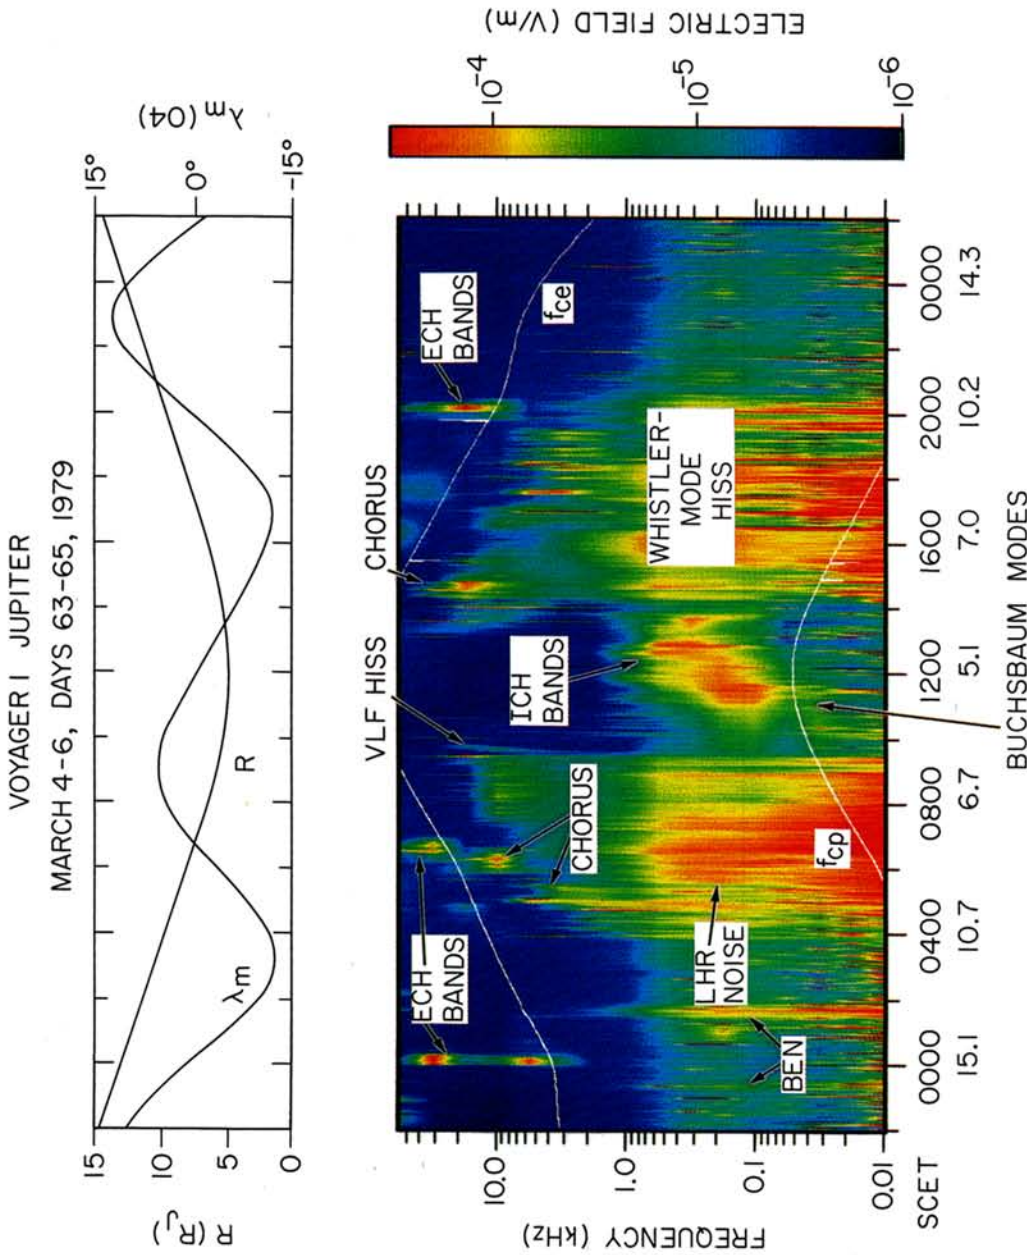 VOYAGER I JUPITER
MARCH 4-6, DAYS 63-65, 1979
R (RJ)
15
10
5
0
λm
R
15°
0°
-15°
λm (O4)
VLF HISS
CHORUS
ECH BANDS
ECH BANDS
fce
CHORUS
ICH BANDS
WHISTLER-MODE HISS
LHR NOISE
BEN
fcp
BUCHSBAUM MODES
FREQUENCY (kHz)
10.0
1.0
0.1
0.01
SCET
0000 0400 0800 1200 1600 2000 0000
15.1 10.7 6.7 5.1 7.0 10.2 14.3
10-4
10-5
10-6
ELECTRIC FIELD (V/m)